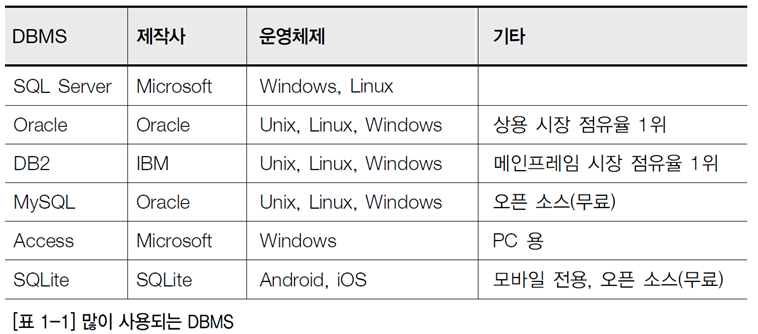 DBMS 제작사 운영체제 기타
SQL Server Microsoft Windows, Linux
Oracle Oracle Unix, Linux, Windows 상용 시장 점유율 1위
DB2 IBM Unix, Linux, Windows 메인프레임 시장 점유율 1위
MySQL Oracle Unix, Linux, Windows 오픈 소스(무료)
Access Microsoft Windows PC 용
SQLite SQLite Android, iOS 모바일 전용, 오픈 소스(무료)
[표 1-1] 많이 사용되는 DBMS